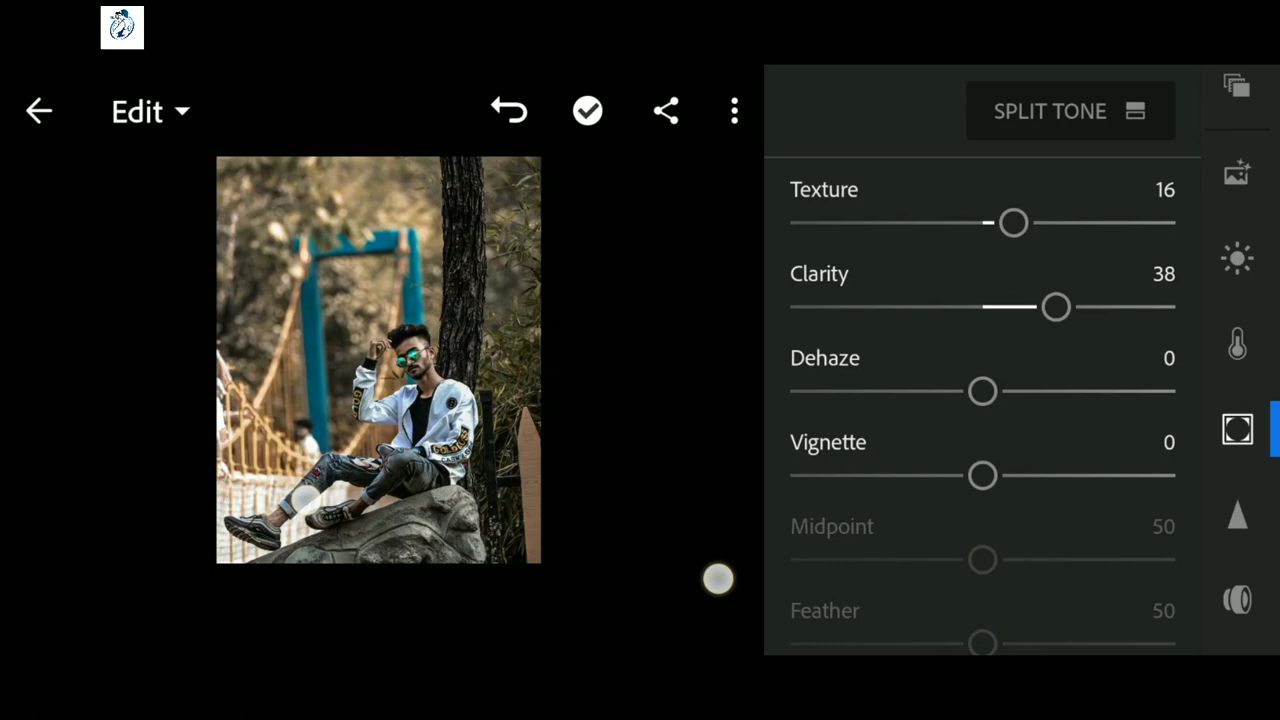 Edit
SPLIT TONE
Texture 16
Clarity 38
Dehaze 0
Vignette 0
Midpoint 50
Feather 50